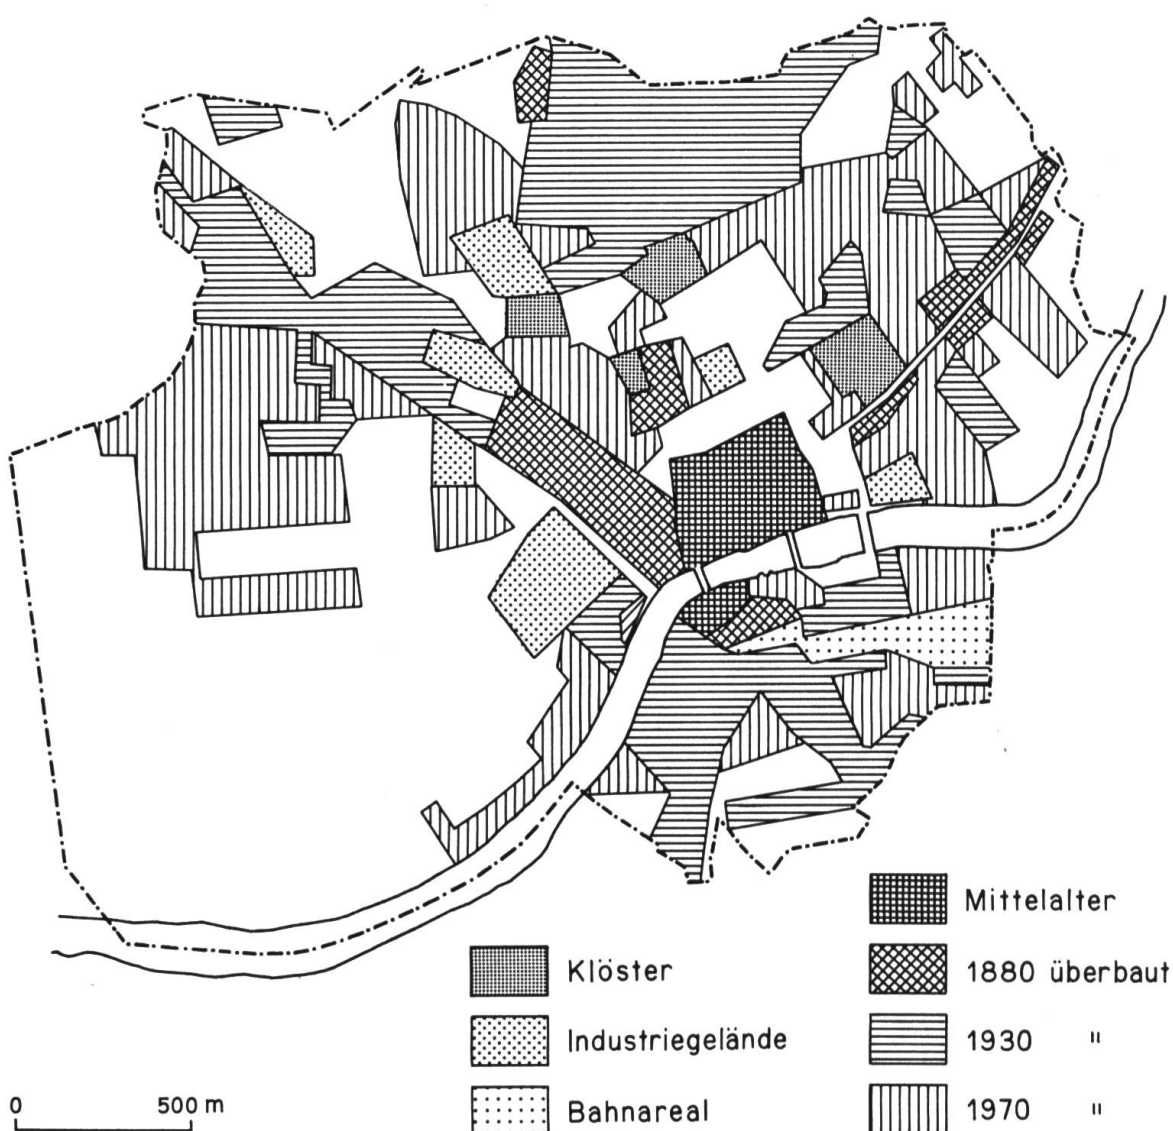 Mittelalter
Klöster
1880 überbaut
Industriegelände
1930 "
0 500 m
Bahnareal
1970 "